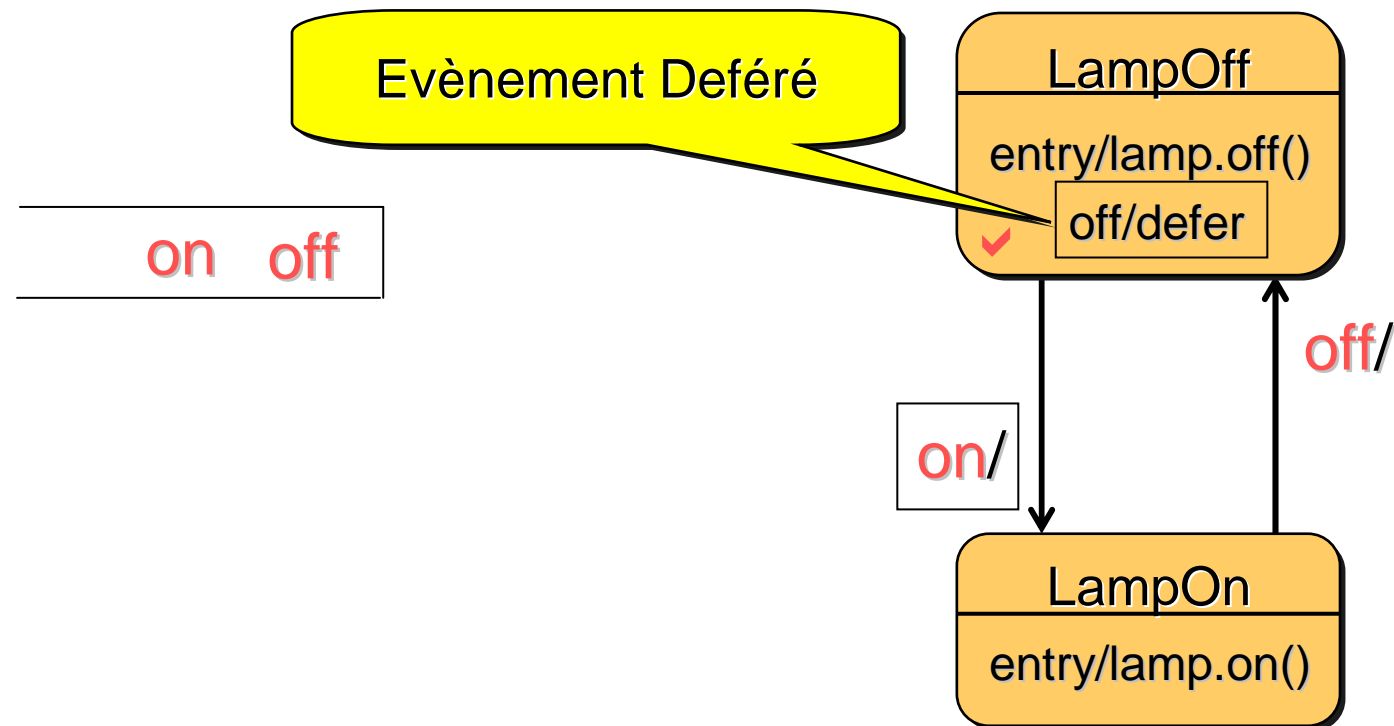 Evènement Deféré
LampOff
entry/lamp.off()
off/defer
on off
off/
on/
LampOn
entry/lamp.on()